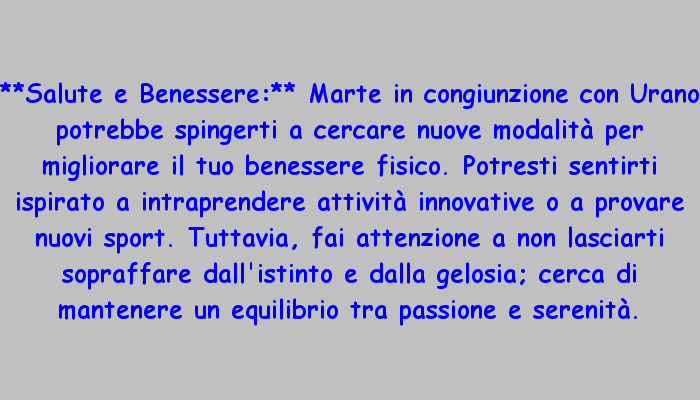 **Salute e Benessere:** Marte in congiunzione con Urano
potrebbe spingerti a cercare nuove modalità per
migliorare il tuo benessere fisico. Potresti sentirti
ispirato a intraprendere attività innovative o a provare
nuovi sport. Tuttavia, fai attenzione a non lasciarti
sopraffare dall'istinto e dalla gelosia; cerca di
mantenere un equilibrio tra passione e serenità.